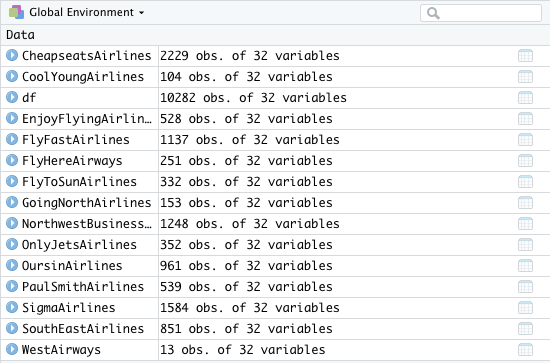 Global Environment
Data
CheapseatsAirlines 2229 obs. of 32 variables
CoolYoungAirlines 104 obs. of 32 variables
df 10282 obs. of 32 variables
EnjoyFlyingAirlin… 528 obs. of 32 variables
FlyFastAirlines 1137 obs. of 32 variables
FlyHereAirways 251 obs. of 32 variables
FlyToSunAirlines 332 obs. of 32 variables
GoingNorthAirlines 153 obs. of 32 variables
NorthwestBusiness… 1248 obs. of 32 variables
OnlyJetsAirlines 352 obs. of 32 variables
OursinAirlines 961 obs. of 32 variables
PaulSmithAirlines 539 obs. of 32 variables
SigmaAirlines 1584 obs. of 32 variables
SouthEastAirlines 851 obs. of 32 variables
WestAirways 13 obs. of 32 variables